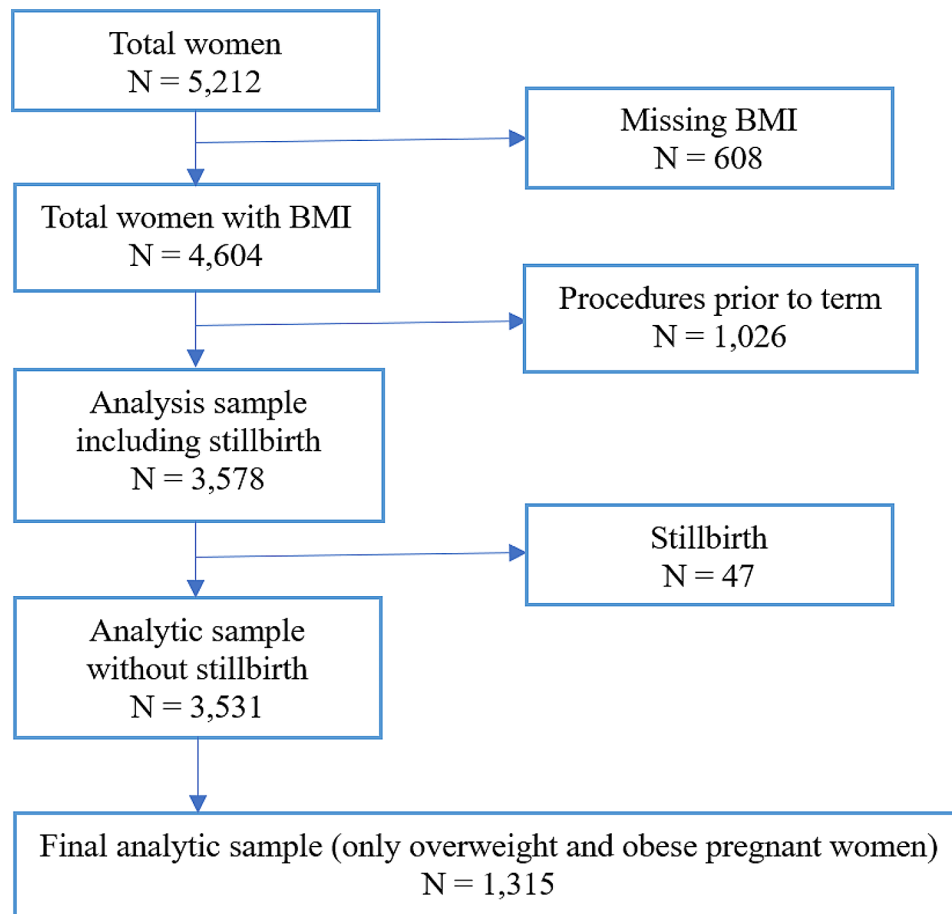 Total women
N = 5,212
Missing BMI
N = 608
Total women with BMI
N = 4,604
Procedures prior to term
N = 1,026
Analysis sample
including stillbirth
N = 3,578
Stillbirth
N = 47
Analytic sample
without stillbirth
N = 3,531
Final analytic sample (only overweight and obese pregnant women)
N = 1,315